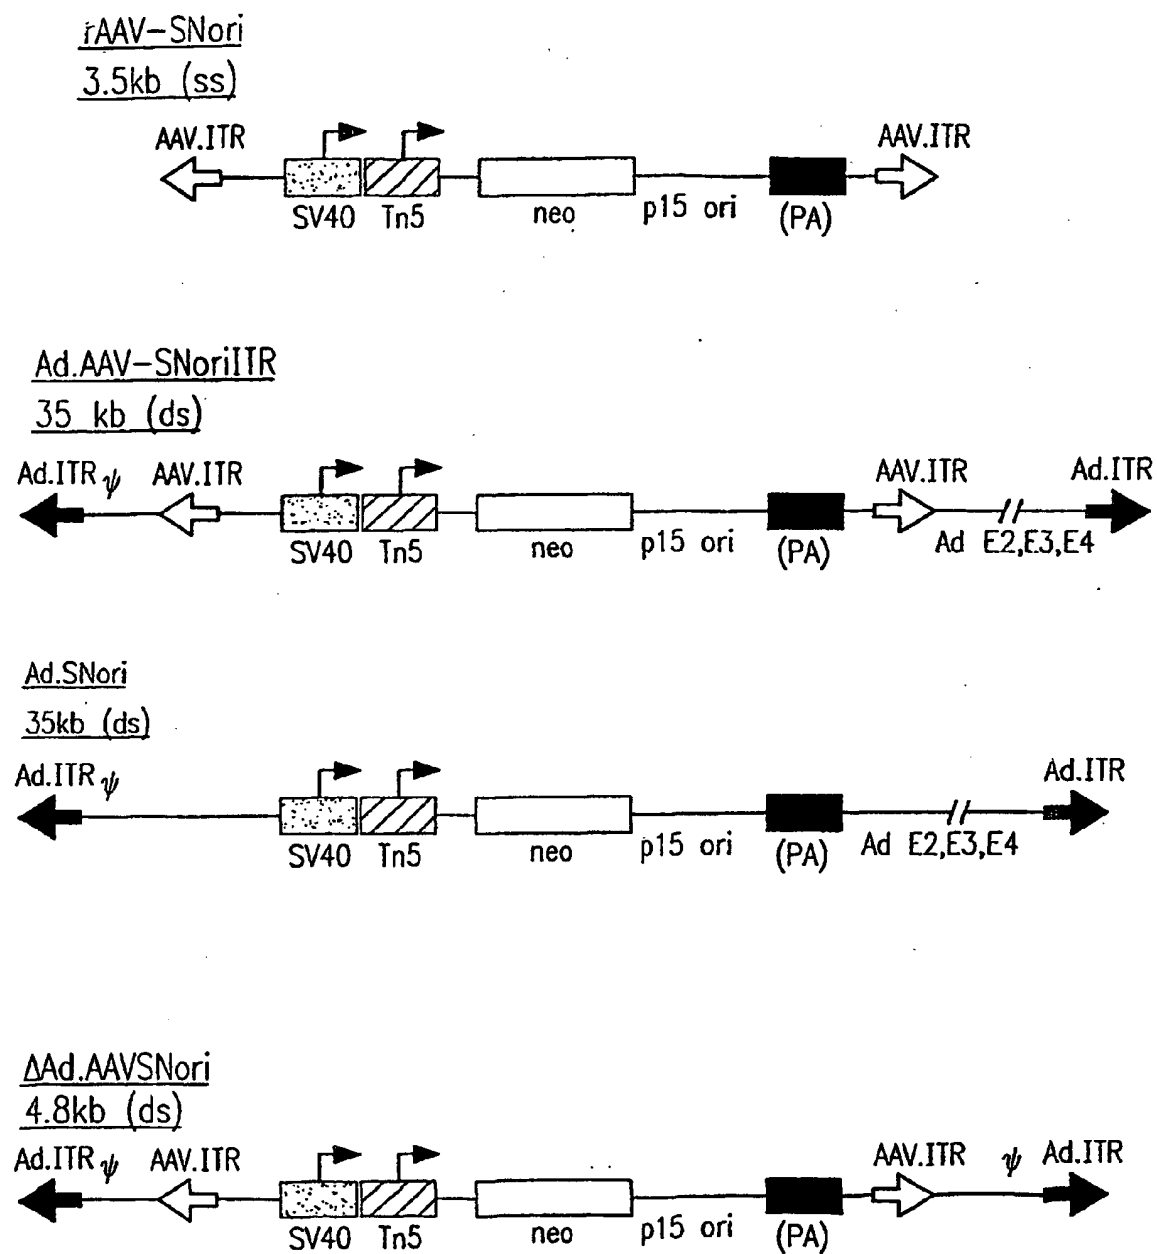 rAAV-SNori
3.5kb (ss)
AAV.ITR AAV.ITR
SV40 Tn5 neo p15 ori (PA)
Ad.AAV-SNoriITR
35 kb (ds)
Ad.ITR ψ AAV.ITR AAV.ITR Ad.ITR
SV40 Tn5 neo p15 ori (PA) Ad E2,E3,E4
Ad.SNori
35kb (ds)
Ad.ITR ψ Ad.ITR
SV40 Tn5 neo p15 ori (PA) Ad E2,E3,E4
ΔAd.AAVSNori
4.8kb (ds)
Ad.ITR ψ AAV.ITR AAV.ITR ψ Ad.ITR
SV40 Tn5 neo p15 ori (PA)